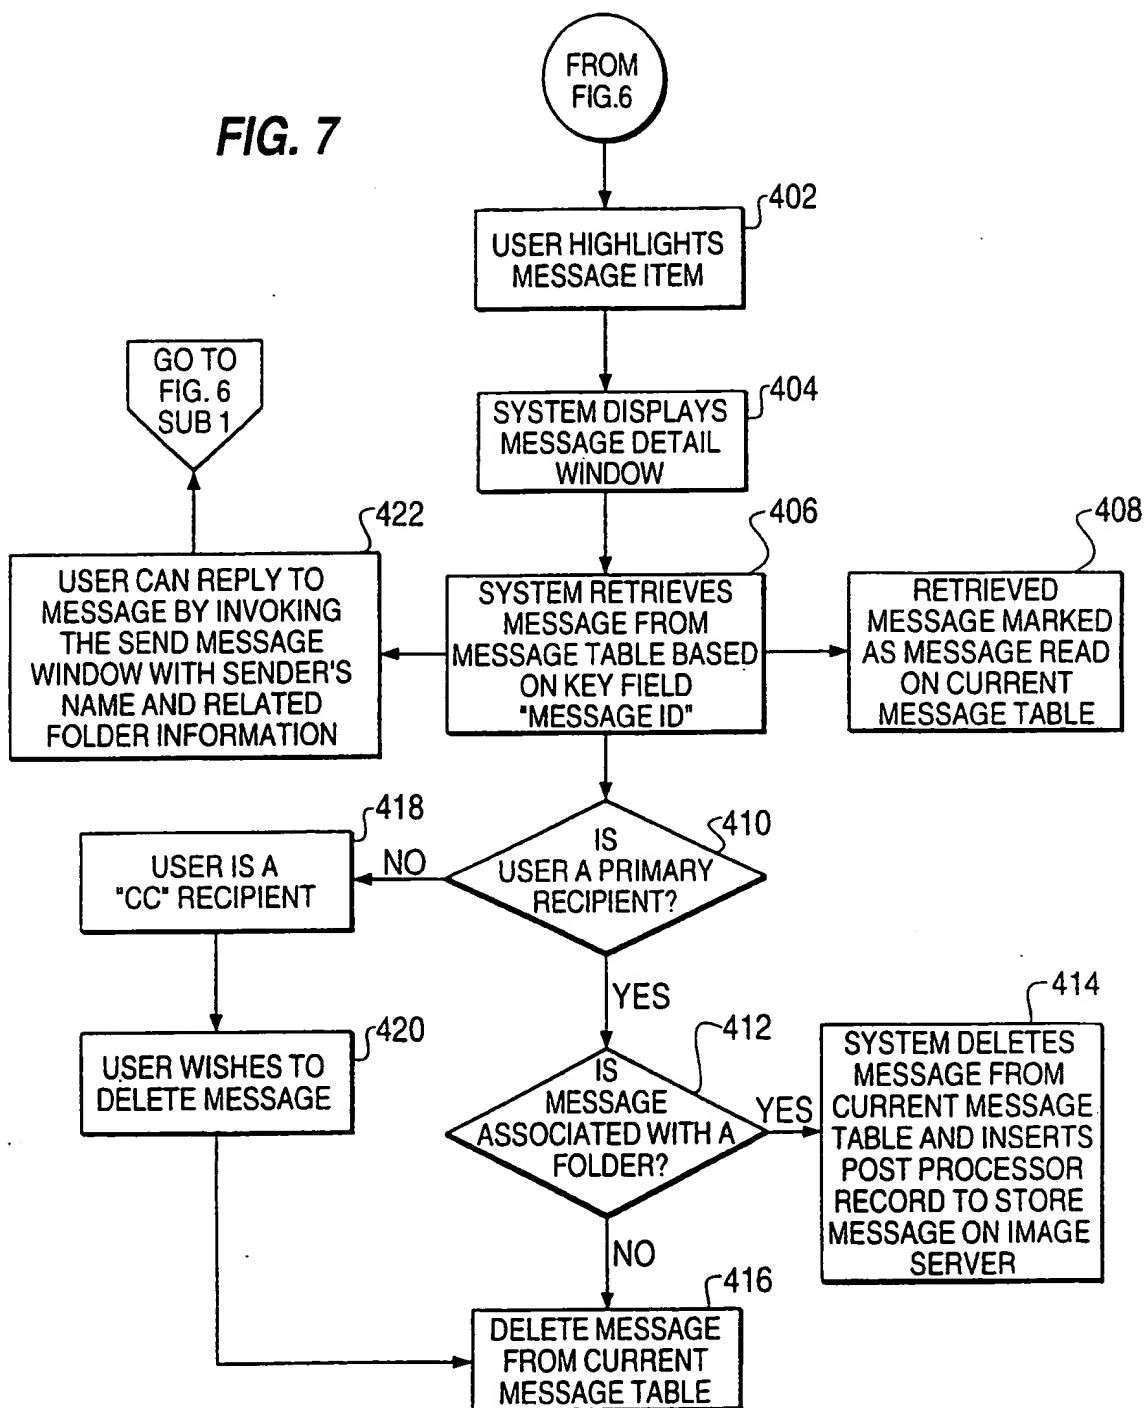 FROM
FIG.6
FIG. 7
402
USER HIGHLIGHTS
MESSAGE ITEM
GO TO
FIG. 6
SUB 1
404
SYSTEM DISPLAYS
MESSAGE DETAIL
WINDOW
422
USER CAN REPLY TO
MESSAGE BY INVOKING
THE SEND MESSAGE
WINDOW WITH SENDER'S
NAME AND RELATED
FOLDER INFORMATION
406
SYSTEM RETRIEVES
MESSAGE FROM
MESSAGE TABLE BASED
ON KEY FIELD
"MESSAGE ID"
408
RETRIEVED
MESSAGE MARKED
AS MESSAGE READ
ON CURRENT
MESSAGE TABLE
410
IS
USER A PRIMARY
RECIPIENT?
NO
418
USER IS A
"CC" RECIPIENT
YES
420
USER WISHES TO
DELETE MESSAGE
412
IS
MESSAGE
ASSOCIATED WITH A
FOLDER?
YES
414
SYSTEM DELETES
MESSAGE FROM
CURRENT MESSAGE
TABLE AND INSERTS
POST PROCESSOR
RECORD TO STORE
MESSAGE ON IMAGE
SERVER
NO
416
DELETE MESSAGE
FROM CURRENT
MESSAGE TABLE